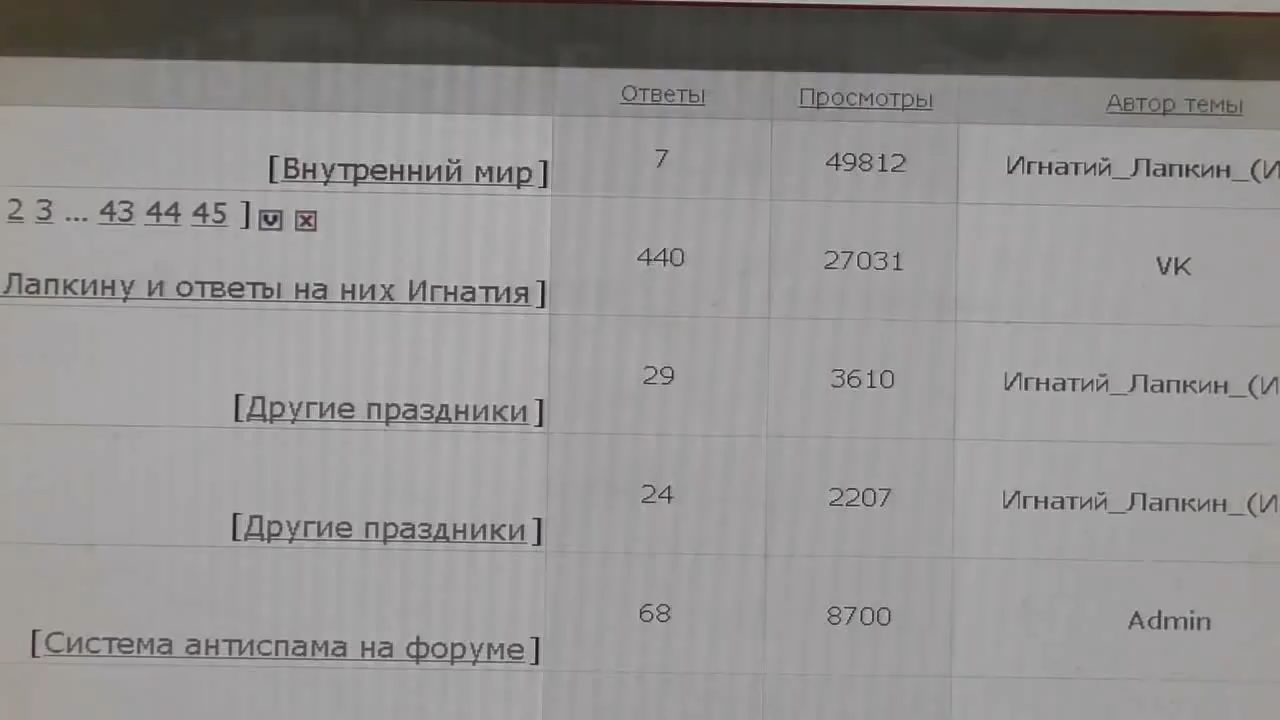 Ответы Просмотры Автор темы
[Внутренний мир] 7 49812 Игнатий_Лапкин_(И
2 3 ... 43 44 45 ]
440 27031 VK
Лапкину и ответы на них Игнатия]
29 3610 Игнатий_Лапкин_(И
[Другие праздники]
24 2207 Игнатий_Лапкин_(И
[Другие праздники]
68 8700 Admin
[Система антиспама на форуме]